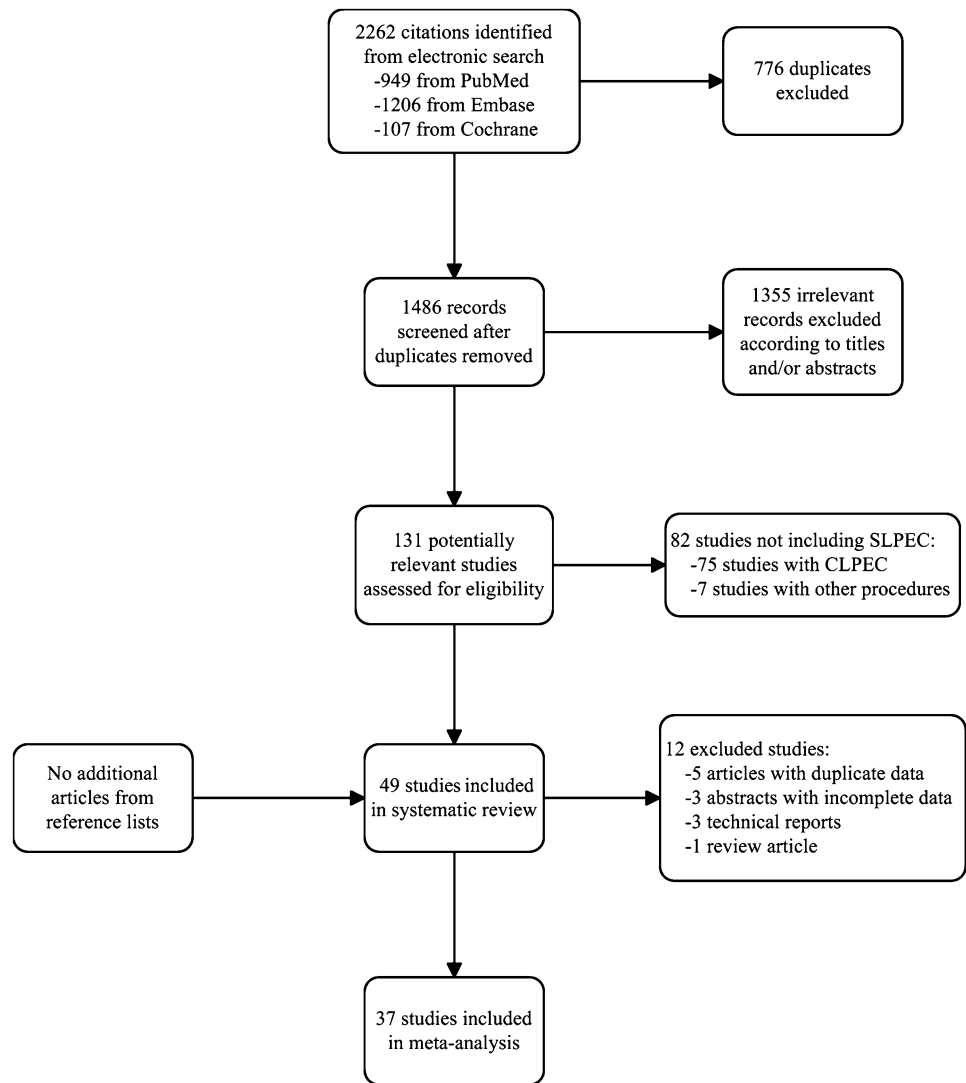 2262 citations identified
from electronic search
-949 from PubMed
-1206 from Embase
-107 from Cochrane
776 duplicates
excluded
1486 records
screened after
duplicates removed
1355 irrelevant
records excluded
according to titles
and/or abstracts
131 potentially
relevant studies
assessed for eligibility
82 studies not including SLPEC:
-75 studies with CLPEC
-7 studies with other procedures
No additional
articles from
reference lists
49 studies included
in systematic review
12 excluded studies:
-5 articles with duplicate data
-3 abstracts with incomplete data
-3 technical reports
-1 review article
37 studies included
in meta-analysis